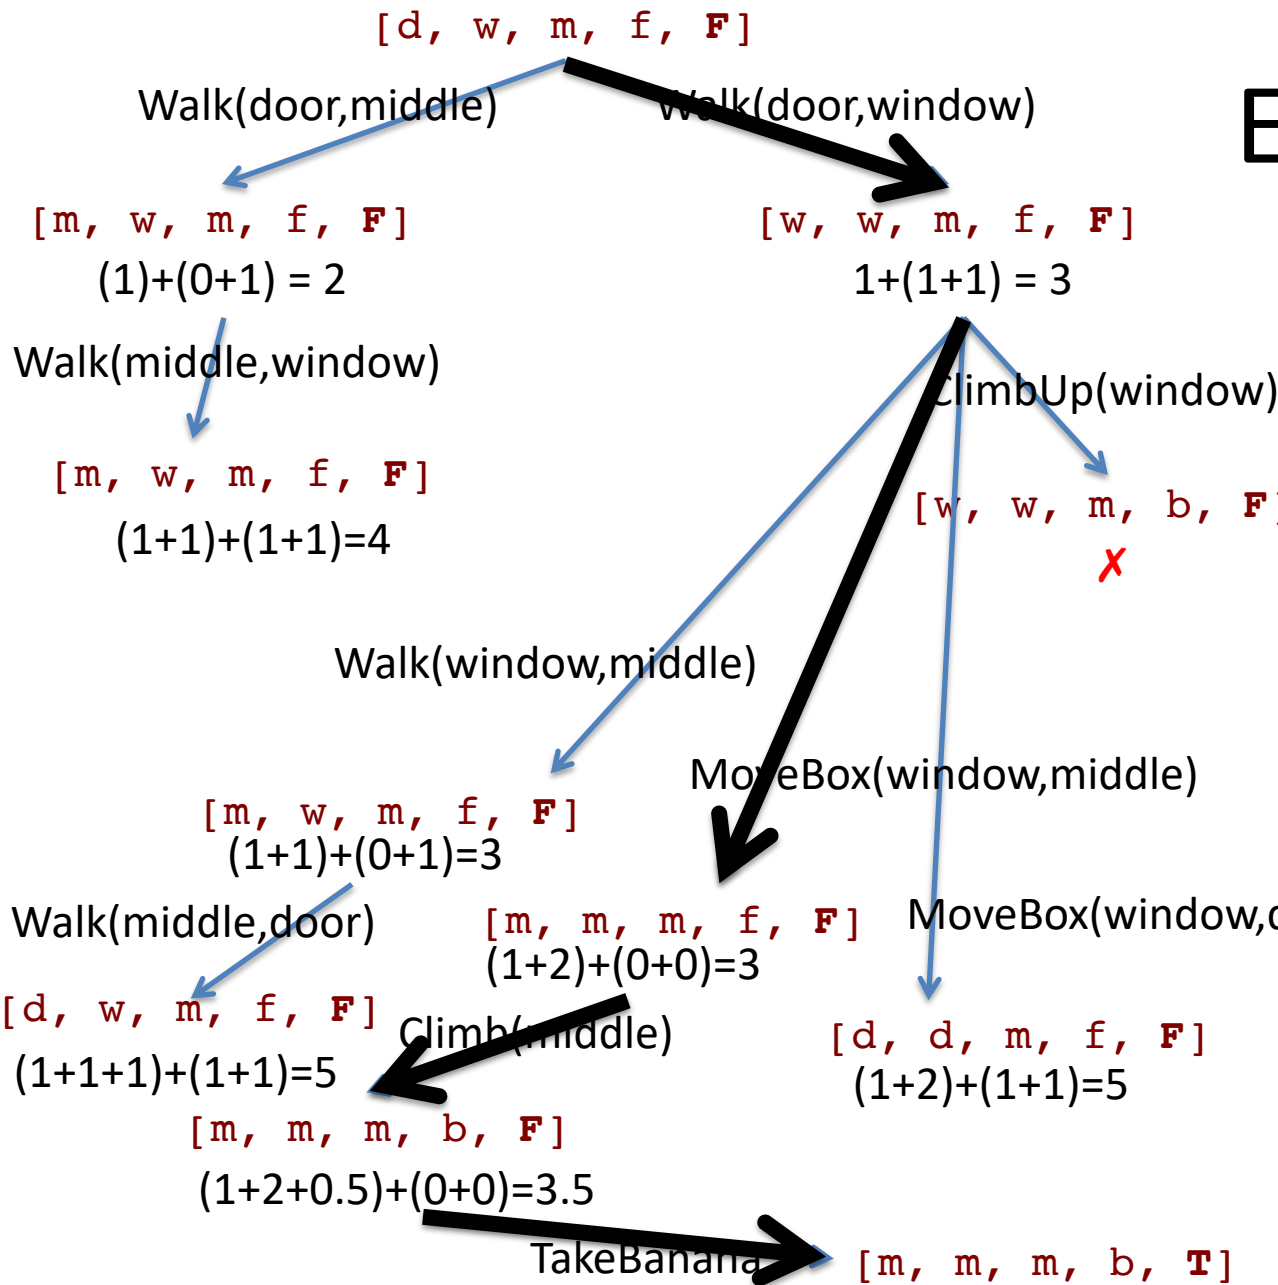 [d, w, m, f, F]
Walk(door,middle)
Walk(door,window)
E
[m, w, m, f, F]
[w, w, m, f, F]
(1)+(0+1) = 2
1+(1+1) = 3
Walk(middle,window)
ClimbUp(window)
[m, w, m, f, F]
[w, w, m, b, F]
(1+1)+(1+1)=4
✗
Walk(window,middle)
MoveBox(window,middle)
[m, w, m, f, F]
(1+1)+(0+1)=3
Walk(middle,door)
[m, m, m, f, F]
MoveBox(window,
(1+2)+(0+0)=3
[d, w, m, f, F]
Climb(middle)
[d, d, m, f, F]
(1+1+1)+(1+1)=5
(1+2)+(1+1)=5
[m, m, m, b, F]
(1+2+0.5)+(0+0)=3.5
TakeBanana
[m, m, m, b, T]